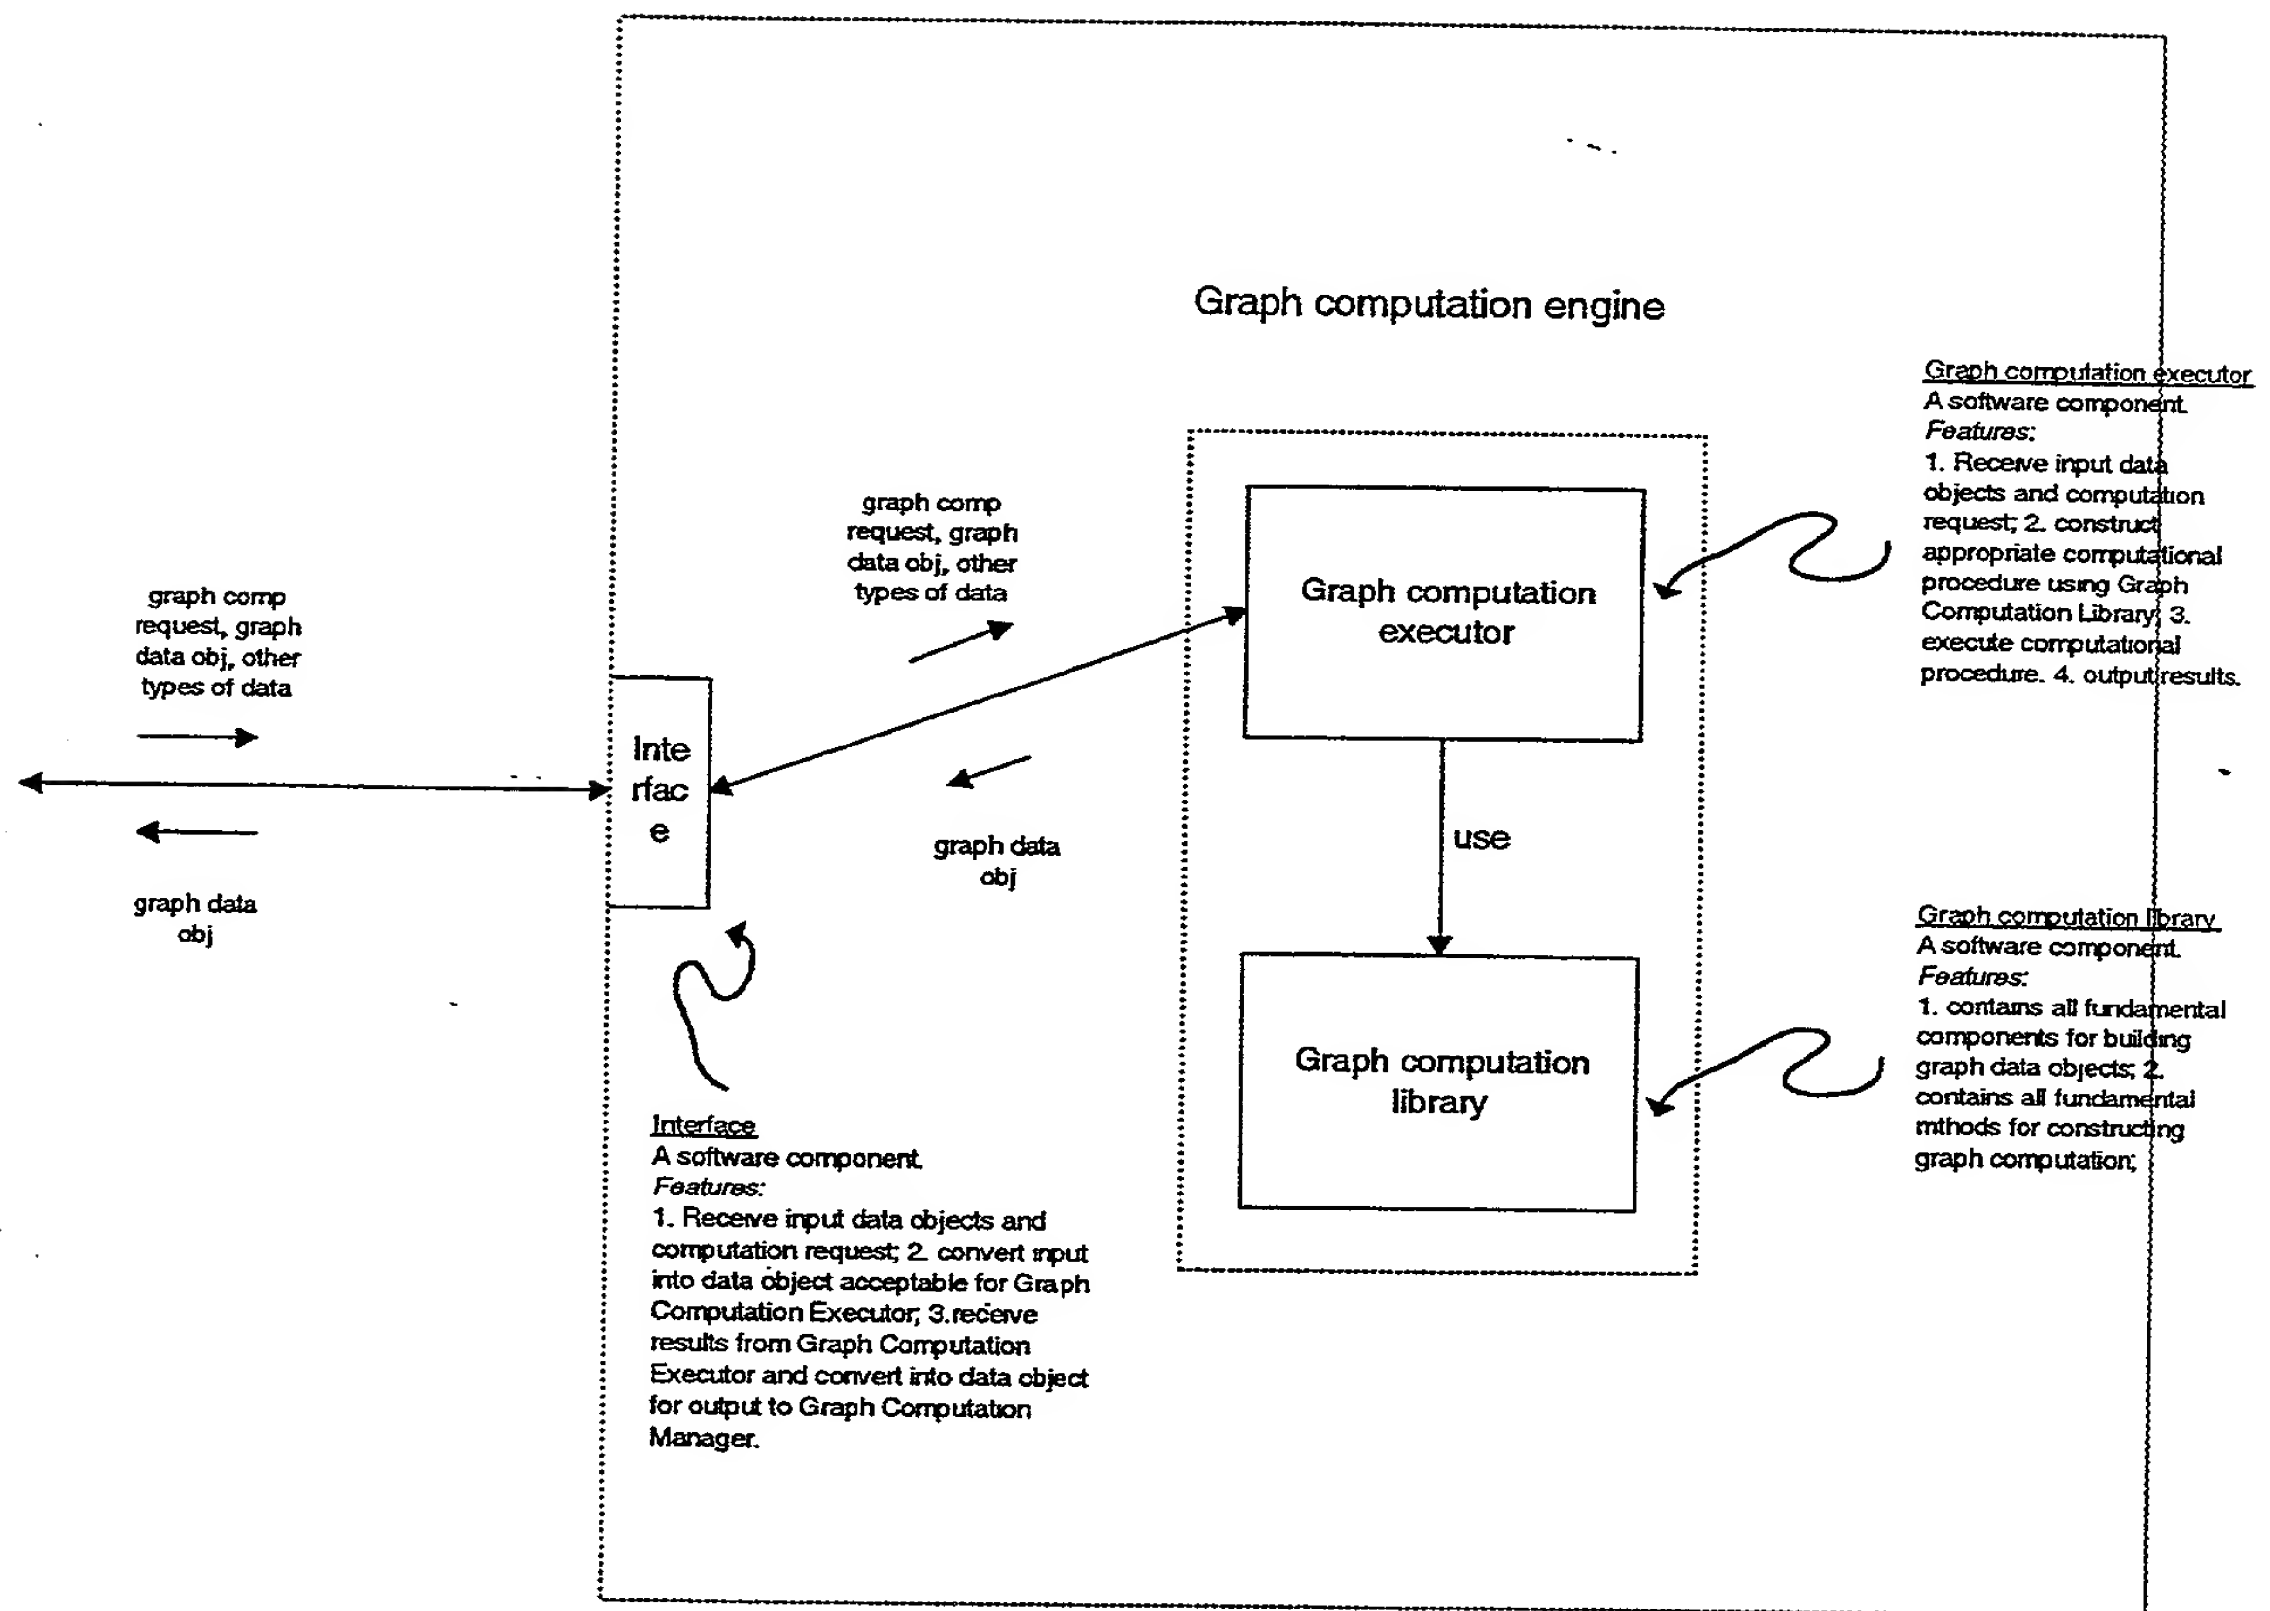 Graph computation engine
graph comp
request, graph
data obj, other
types of data
graph data
obj
Inte
rfac
e
graph comp
request, graph
data obj, other
types of data
graph data
obj
Graph computation
executor
use
Graph computation
library
Graph computation executor
A software component.
Features:
1. Receive input data
objects and computation
request; 2. construct
appropriate computational
procedure using Graph
Computation Library; 3.
execute computational
procedure. 4. output results.
Graph computation library
A software component.
Features:
1. contains all fundamental
components for building
graph data objects; 2.
contains all fundamental
mthods for constructing
graph computation;
Interface
A software component.
Features:
1. Receive input data objects and
computation request; 2. convert input
into data object acceptable for Graph
Computation Executor; 3.receive
results from Graph Computation
Executor and convert into data object
for output to Graph Computation
Manager.